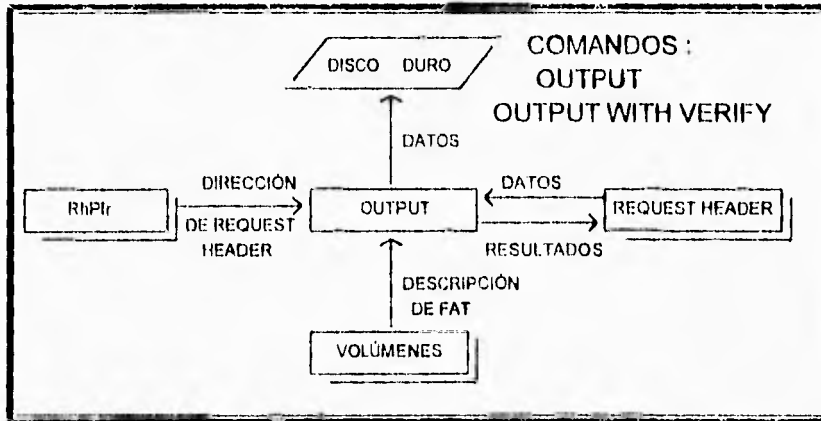 COMANDOS :
OUTPUT
OUTPUT WITH VERIFY
DISCO DURO
DATOS
DIRECCIÓN
DE REQUEST
HEADER
RhPtr
OUTPUT
DATOS
RESULTADOS
REQUEST HEADER
DESCRIPCIÓN
DE FAT
VOLÚMENES